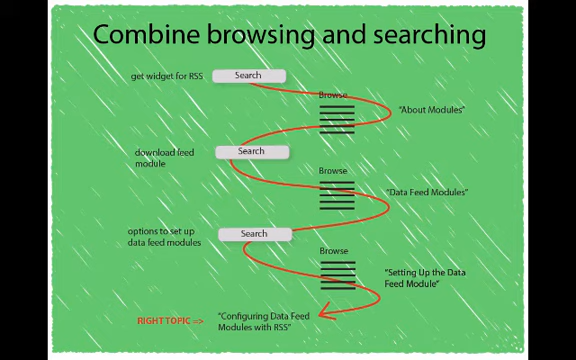 Combine browsing and searching
get widget for RSS
Search
Browse
"About Modules"
download feed
module
Search
Browse
"Data Feed Modules"
options to set up
data feed modules
Search
Browse
"Setting Up the Data
Feed Module"
RIGHT TOPIC =>
"Configuring Data Feed
Modules with RSS"